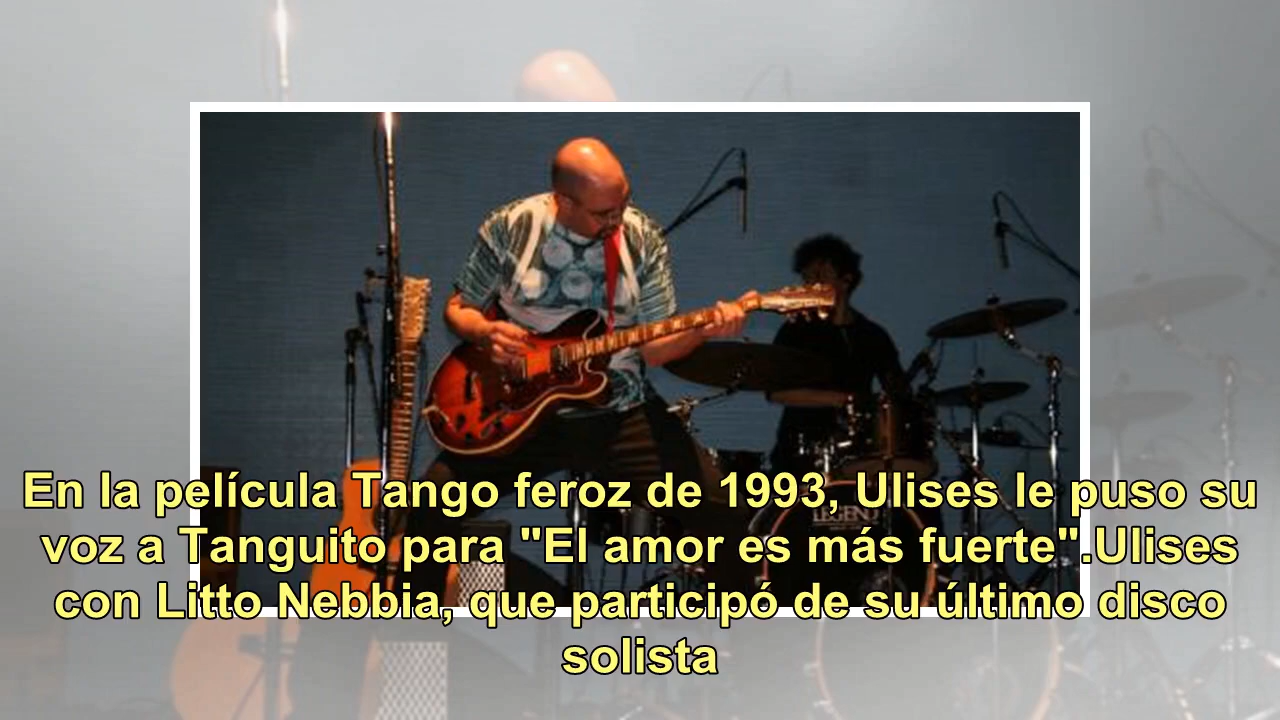 En la película Tango feroz de 1993, Ulises le puso su
voz a Tanguito para "El amor es más fuerte".Ulises
con Litto Nebbia, que participó de su último disco
solista
LEGEND